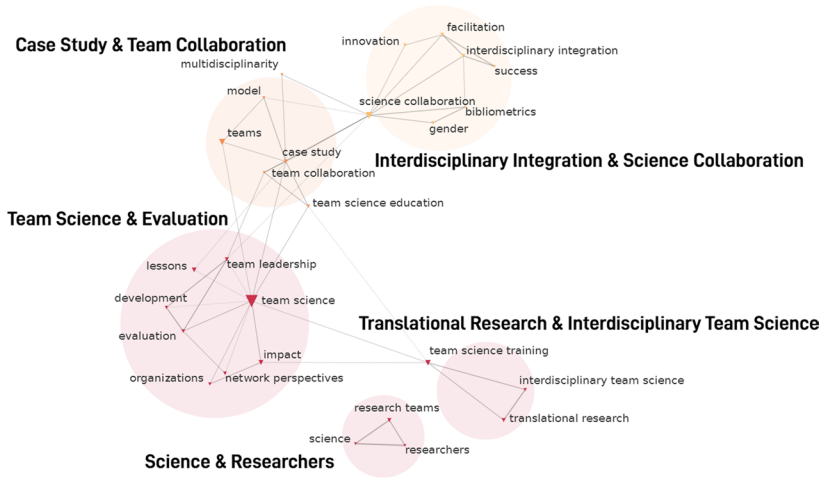 facilitation
Case Study & Team Collaboration
innovation
interdisciplinary integration
multidisciplinarity
success
model
science collaboration
bibliometrics
teams
gender
case study
Interdisciplinary Integration & Science Collaboration
team collaboration
team science education
Team Science & Evaluation
lessons
team leadership
development
team science
Translational Research & Interdisciplinary Team Science
evaluation
impact
team science training
organizations
network perspectives
interdisciplinary team science
research teams
translational research
science
researchers
Science & Researchers